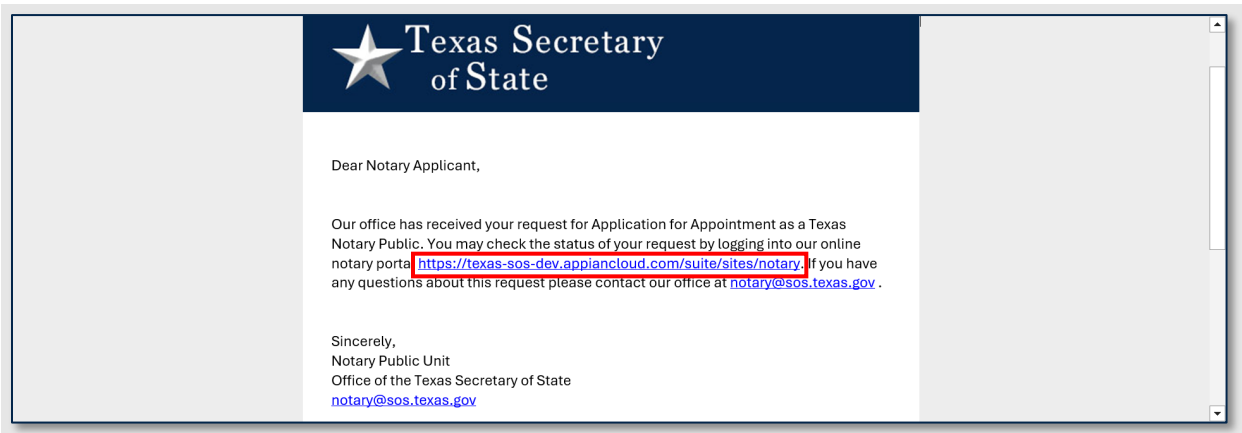 Texas Secretary
of State
Dear Notary Applicant,
Our office has received your request for Application for Appointment as a Texas
Notary Public. You may check the status of your request by logging into our online
notary porta https://texas-sos-dev.appiancloud.com/suite/sites/notary. If you have
any questions about this request please contact our office at notary@sos.texas.gov .
Sincerely,
Notary Public Unit
Office of the Texas Secretary of State
notary@sos.texas.gov